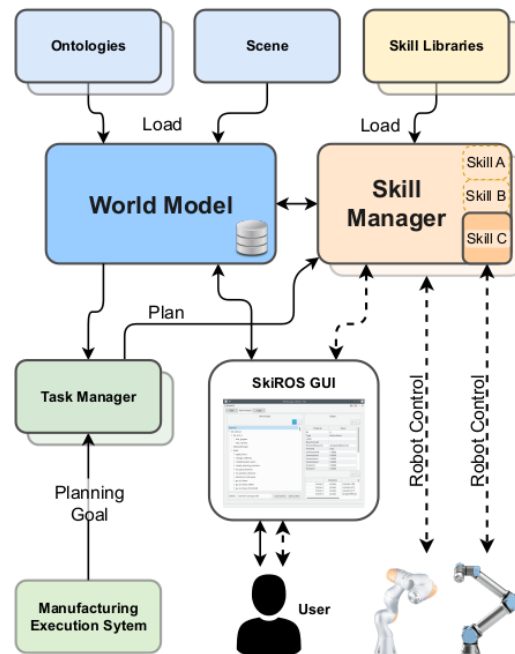 Ontologies
Scene
Skill Libraries
Load
Load
World Model
Skill
Manager
Skill A
Skill B
Skill C
Plan
Task Manager
SkiROS GUI
Robot Control
Robot Control
Planning
Goal
Manufacturing
Execution Sytem
User